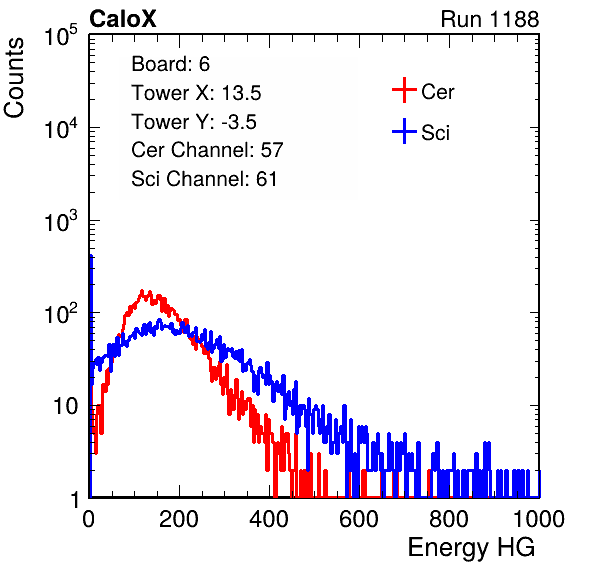 CaloX Run 1188
Board: 6
Tower X: 13.5
Tower Y: -3.5
Cer Channel: 57
Sci Channel: 61
Cer
Sci
Counts
10^5
10^4
10^3
10^2
10
1
0 200 400 600 800 1000
Energy HG